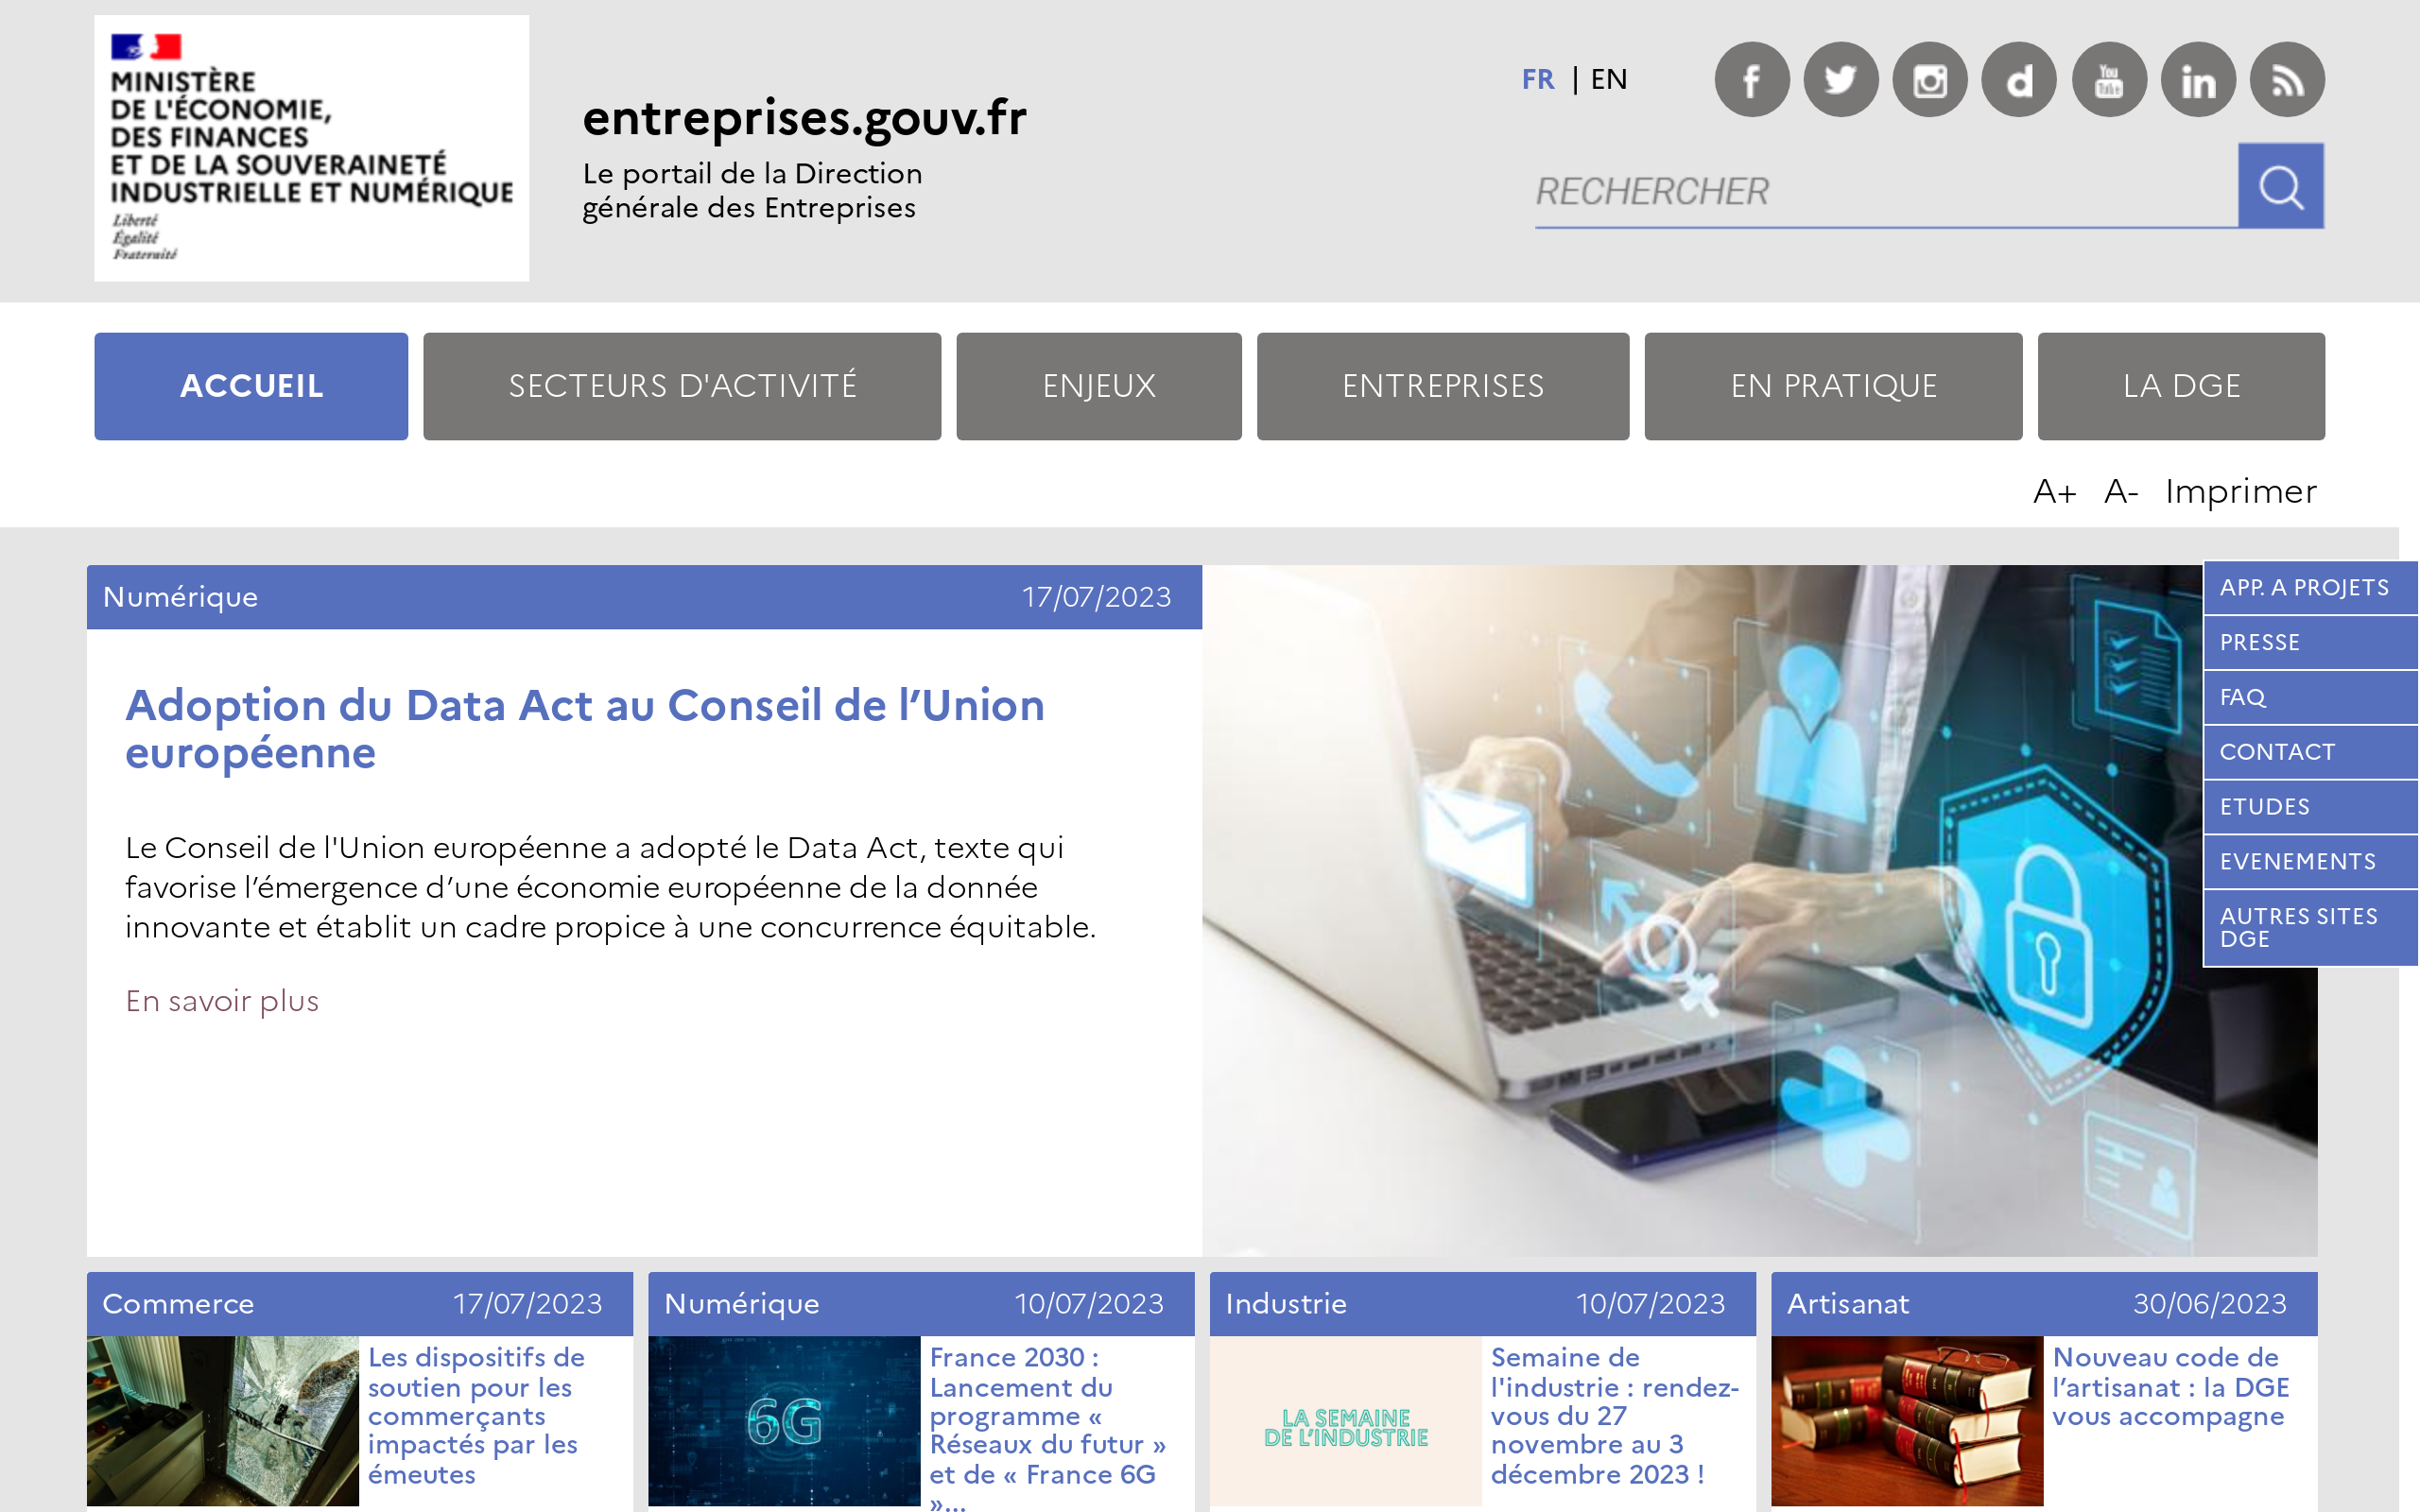 MINISTÈRE
DE L'ÉCONOMIE,
DES FINANCES
ET DE LA SOUVERAINETÉ
INDUSTRIELLE ET NUMÉRIQUE
Liberté
Égalité
Fraternité
entreprises.gouv.fr
Le portail de la Direction
générale des Entreprises
FR | EN
You
Tube
RECHERCHER
ACCUEIL
SECTEURS D'ACTIVITÉ
ENJEUX
ENTREPRISES
EN PRATIQUE
LA DGE
A+ A- Imprimer
Numérique 17/07/2023
Adoption du Data Act au Conseil de l’Union
européenne
Le Conseil de l'Union européenne a adopté le Data Act, texte qui
favorise l’émergence d’une économie européenne de la donnée
innovante et établit un cadre propice à une concurrence équitable.
En savoir plus
APP. A PROJETS
PRESSE
FAQ
CONTACT
ETUDES
EVENEMENTS
AUTRES SITES
DGE
Commerce 17/07/2023
Les dispositifs de
soutien pour les
commerçants
impactés par les
émeutes
Numérique 10/07/2023
6G
France 2030 :
Lancement du
programme «
Réseaux du futur »
et de « France 6G
»...
Industrie 10/07/2023
LA SEMAINE
DE L'INDUSTRIE
Semaine de
l'industrie : rendez-
vous du 27
novembre au 3
décembre 2023 !
Artisanat 30/06/2023
Nouveau code de
l’artisanat : la DGE
vous accompagne